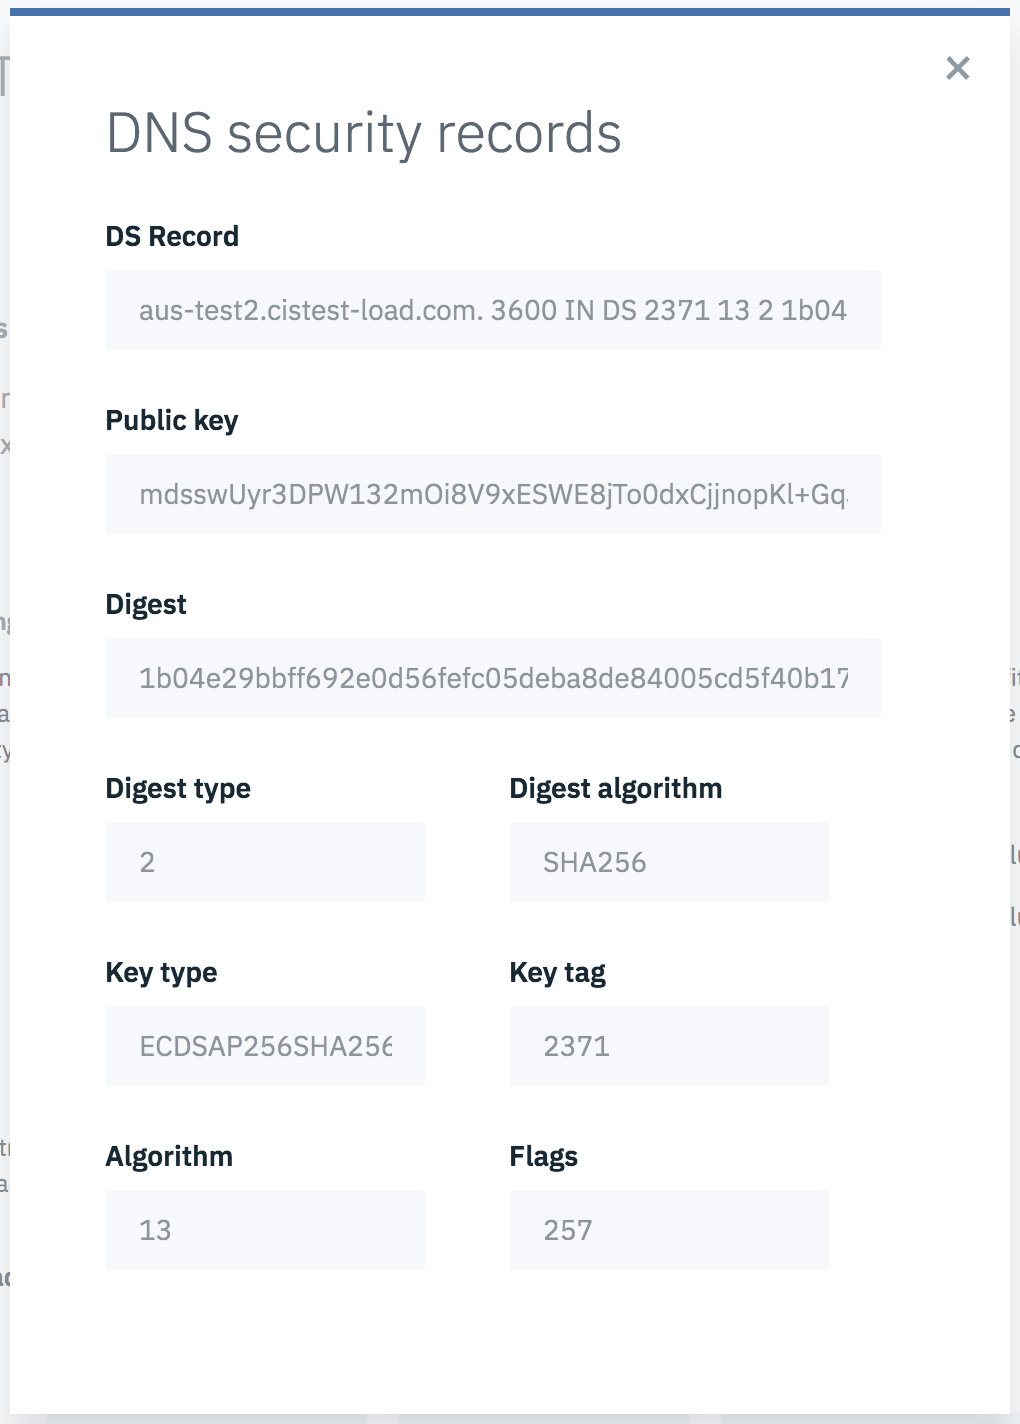 DNS security records
DS Record
aus-test2.cistest-load.com. 3600 IN DS 2371 13 2 1b04
Public key
mdsswUyr3DPW132mOi8V9xESWE8jTo0dxCjjnopKl+Gq
Digest
1b04e29bbff692e0d56fefc05deba8de84005cd5f40b17
Digest type
Digest algorithm
2
SHA256
Key type
Key tag
ECDSAP256SHA256
2371
Algorithm
Flags
13
257